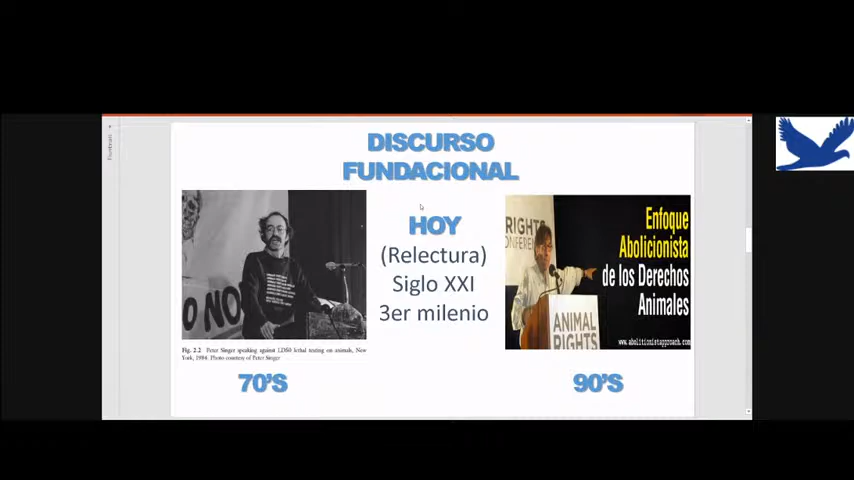 DISCURSO
FUNDACIONAL
HOY
(Relectura)
Siglo XXI
3er milenio
O NO
Fig. 2.2 Peter Singer speaking against LD50 lethal testing on animals, New
York, 1984. Photo courtesy of Peter Singer
70'S
RIGHTS
CONFERE
ANIMAL
RIGHTS
Enfoque
Abolicionista
de los Derechos
Animales
www.abolitionistapproach.com
90'S